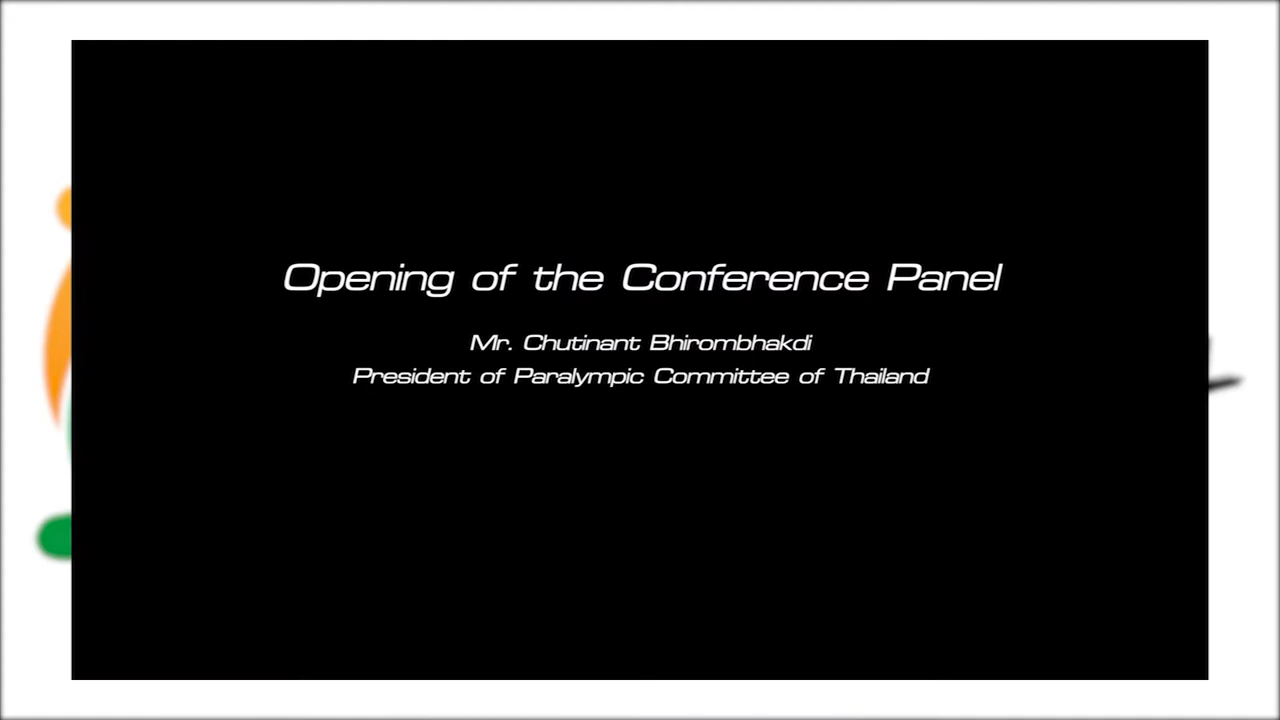 Opening of the Conference Panel
Mr. Chutinant Bhirombhakdi
President of Paralympic Committee of Thailand